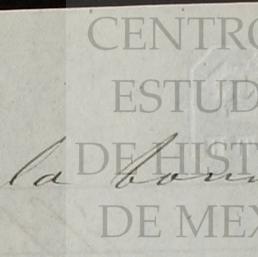 CENTRO
ESTUD
DE HIST
DE MEX
la